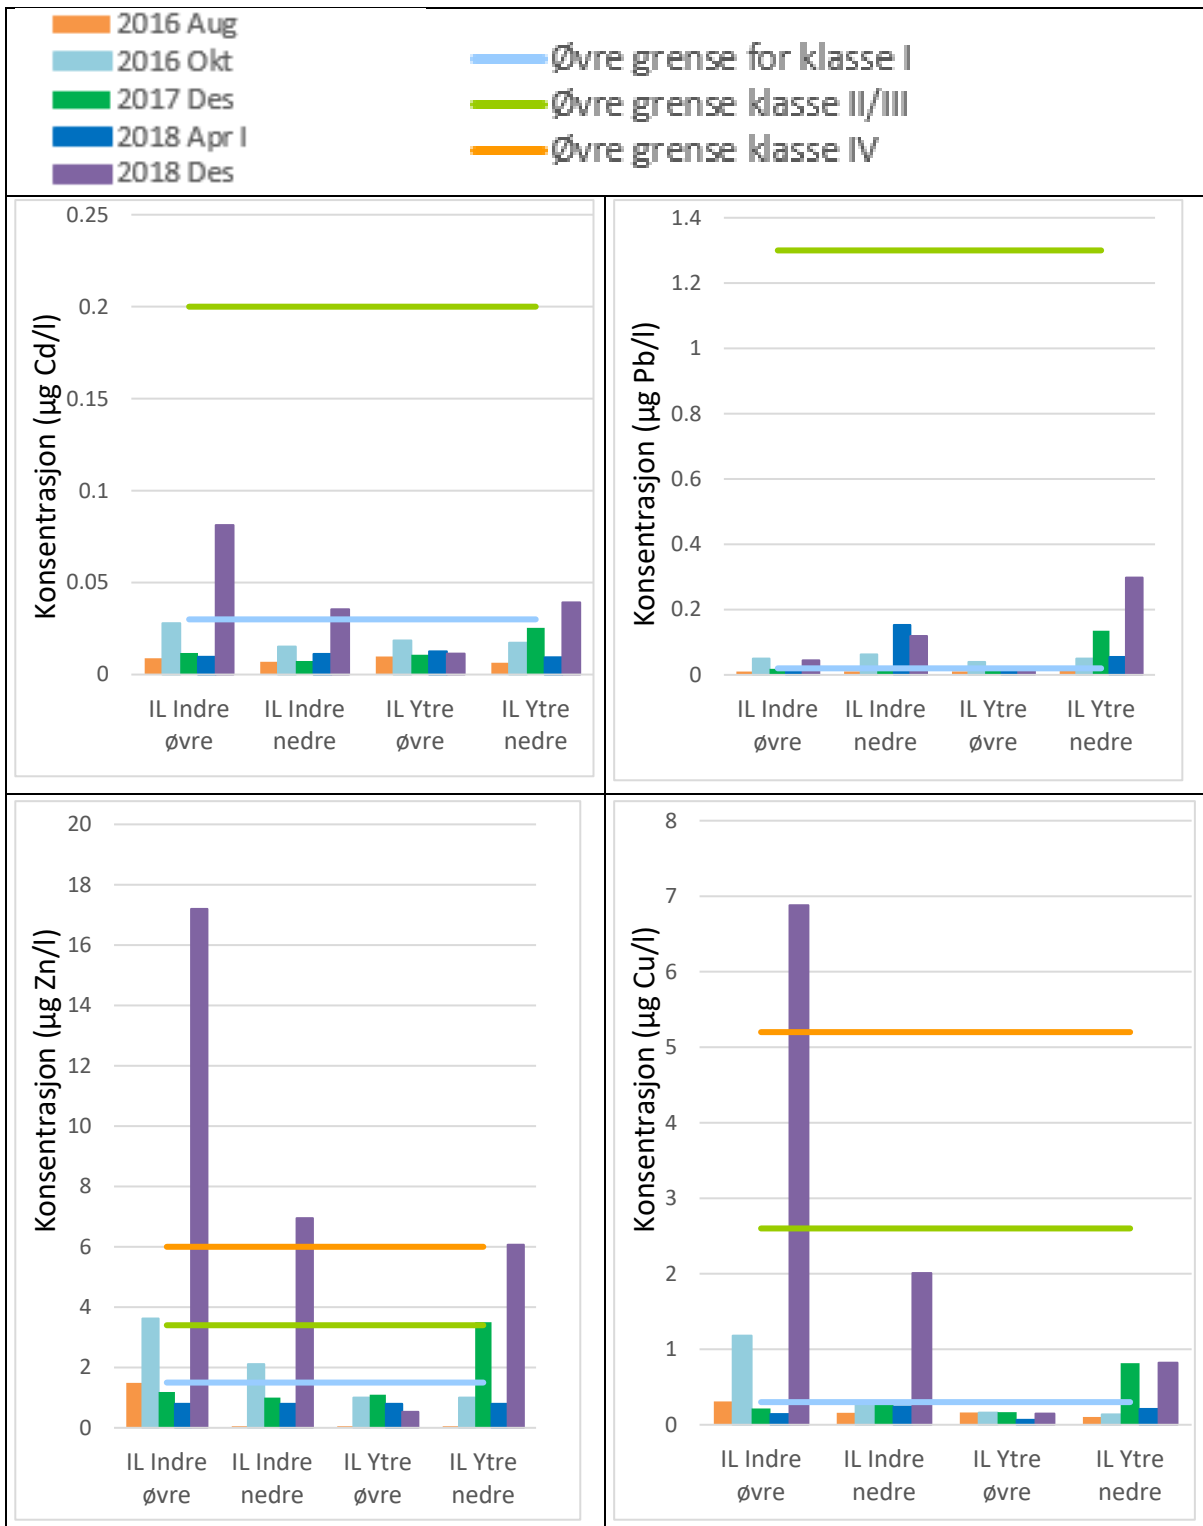 2016 Aug
2016 Okt
2017 Des
2018 Apr I
2018 Des
Øvre grense for klasse I
Øvre grense klasse II/III
Øvre grense klasse IV
Konsentrasjon (µg Cd/l)
0.25
0.2
0.15
0.1
0.05
0
IL Indre
øvre
IL Indre
nedre
IL Ytre
øvre
IL Ytre
nedre
Konsentrasjon (µg Pb/l)
1.4
1.2
1
0.8
0.6
0.4
0.2
0
IL Indre
øvre
IL Indre
nedre
IL Ytre
øvre
IL Ytre
nedre
Konsentrasjon (µg Zn/l)
20
18
16
14
12
10
8
6
4
2
0
IL Indre
øvre
IL Indre
nedre
IL Ytre
øvre
IL Ytre
nedre
Konsentrasjon (µg Cu/l)
8
7
6
5
4
3
2
1
0
IL Indre
øvre
IL Indre
nedre
IL Ytre
øvre
IL Ytre
nedre